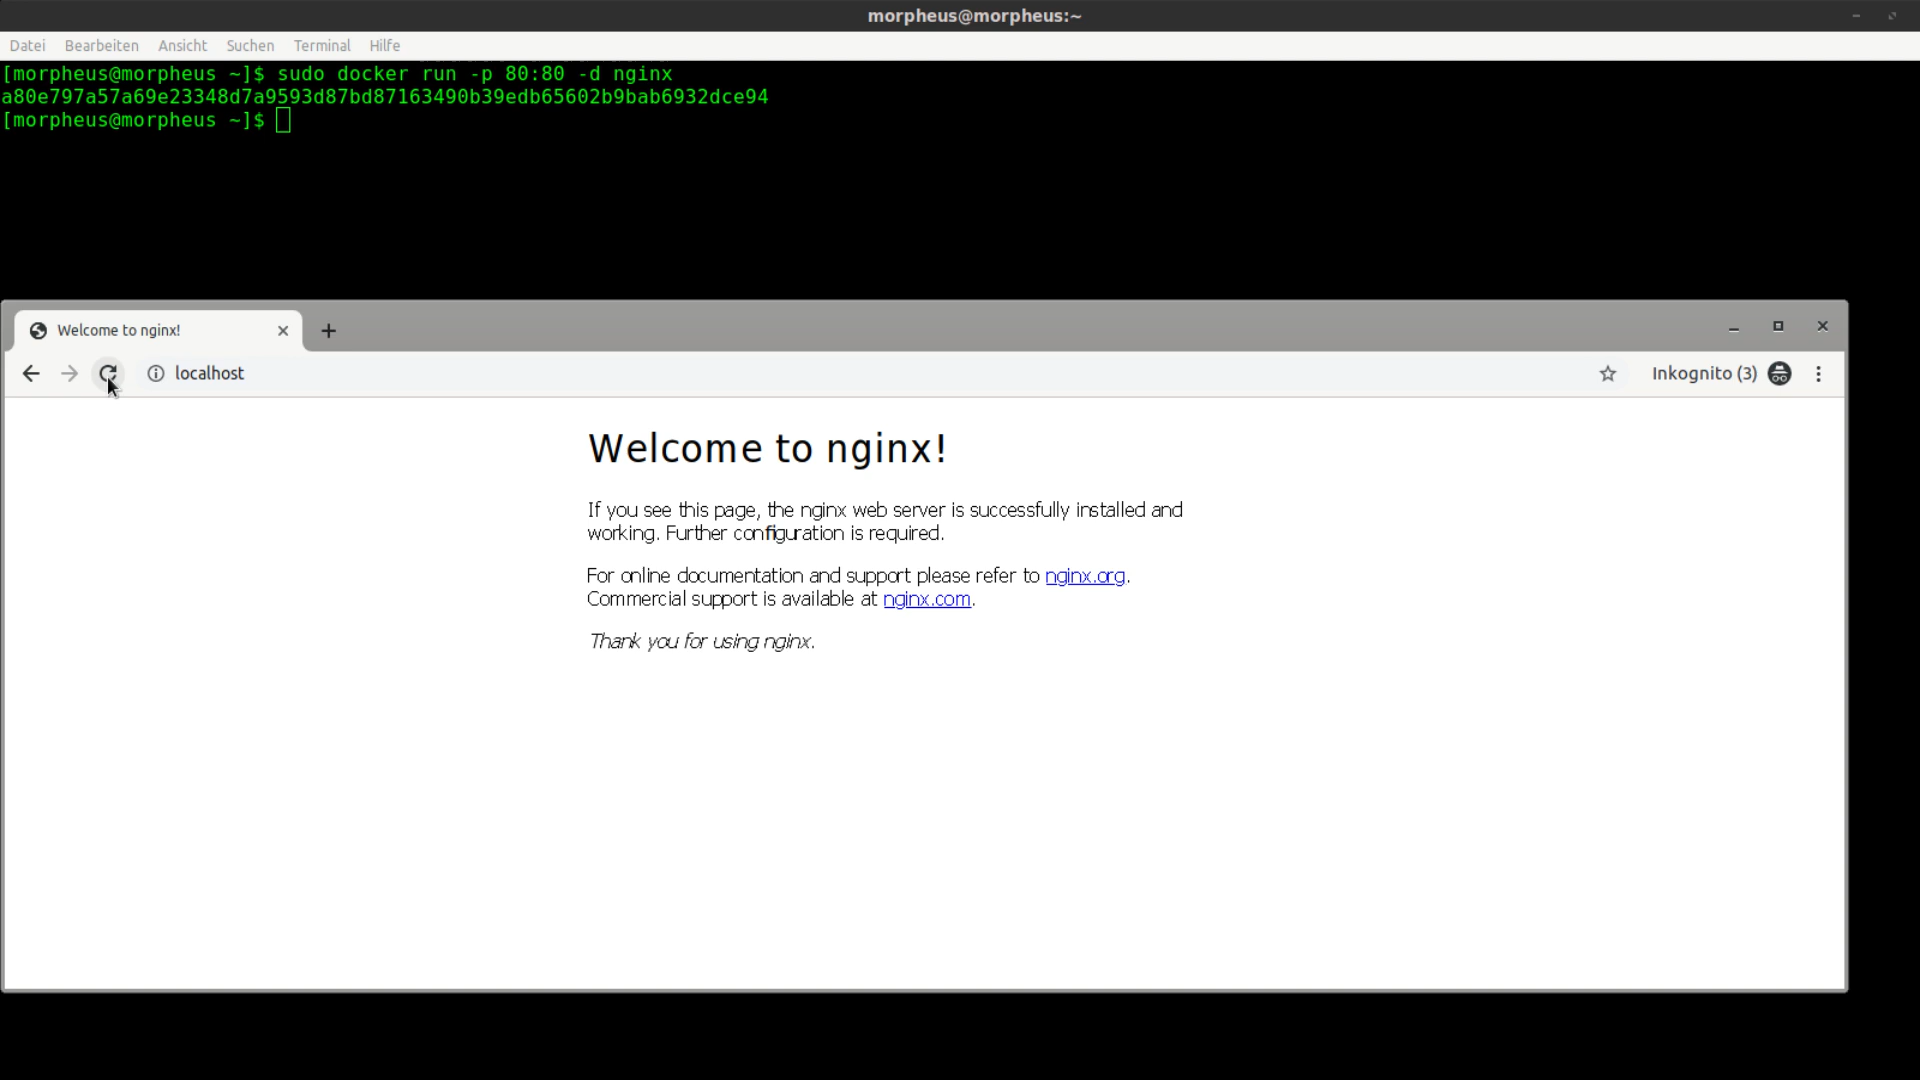 morpheus@morpheus:~
Datei Bearbeiten Ansicht Suchen Terminal Hilfe
[morpheus@morpheus ~]$ sudo docker run -p 80:80 -d nginx
a80e797a57a69e23348d7a9593d87bd87163490b39edb65602b9bab6932dce94
[morpheus@morpheus ~]$
Welcome to nginx!
localhost
Inkognito (3)
Welcome to nginx!
If you see this page, the nginx web server is successfully installed and
working. Further configuration is required.
For online documentation and support please refer to nginx.org.
Commercial support is available at nginx.com.
Thank you for using nginx.